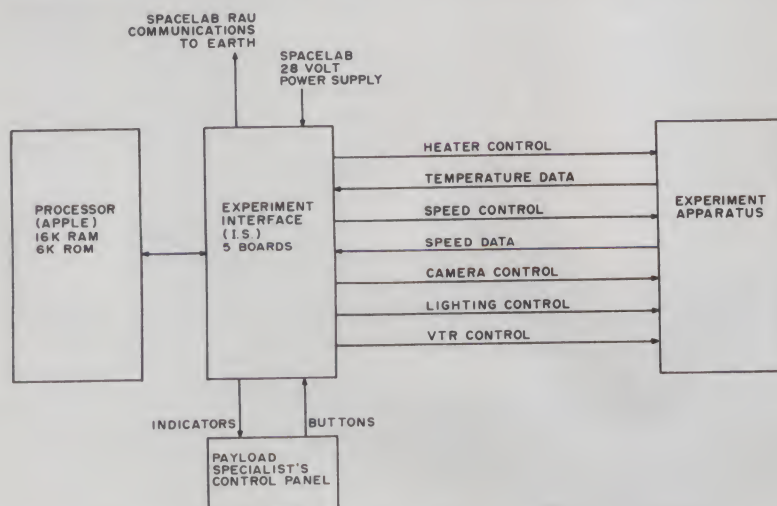 SPACELAB RAU
COMMUNICATIONS
TO EARTH
SPACELAB
28 VOLT
POWER SUPPLY
PROCESSOR
(APPLE)
16K RAM
6K ROM
EXPERIMENT
INTERFACE
(I.S.)
5 BOARDS
HEATER CONTROL
TEMPERATURE DATA
SPEED CONTROL
SPEED DATA
CAMERA CONTROL
LIGHTING CONTROL
VTR CONTROL
EXPERIMENT
APPARATUS
INDICATORS
BUTTONS
PAYLOAD
SPECIALIST'S
CONTROL PANEL